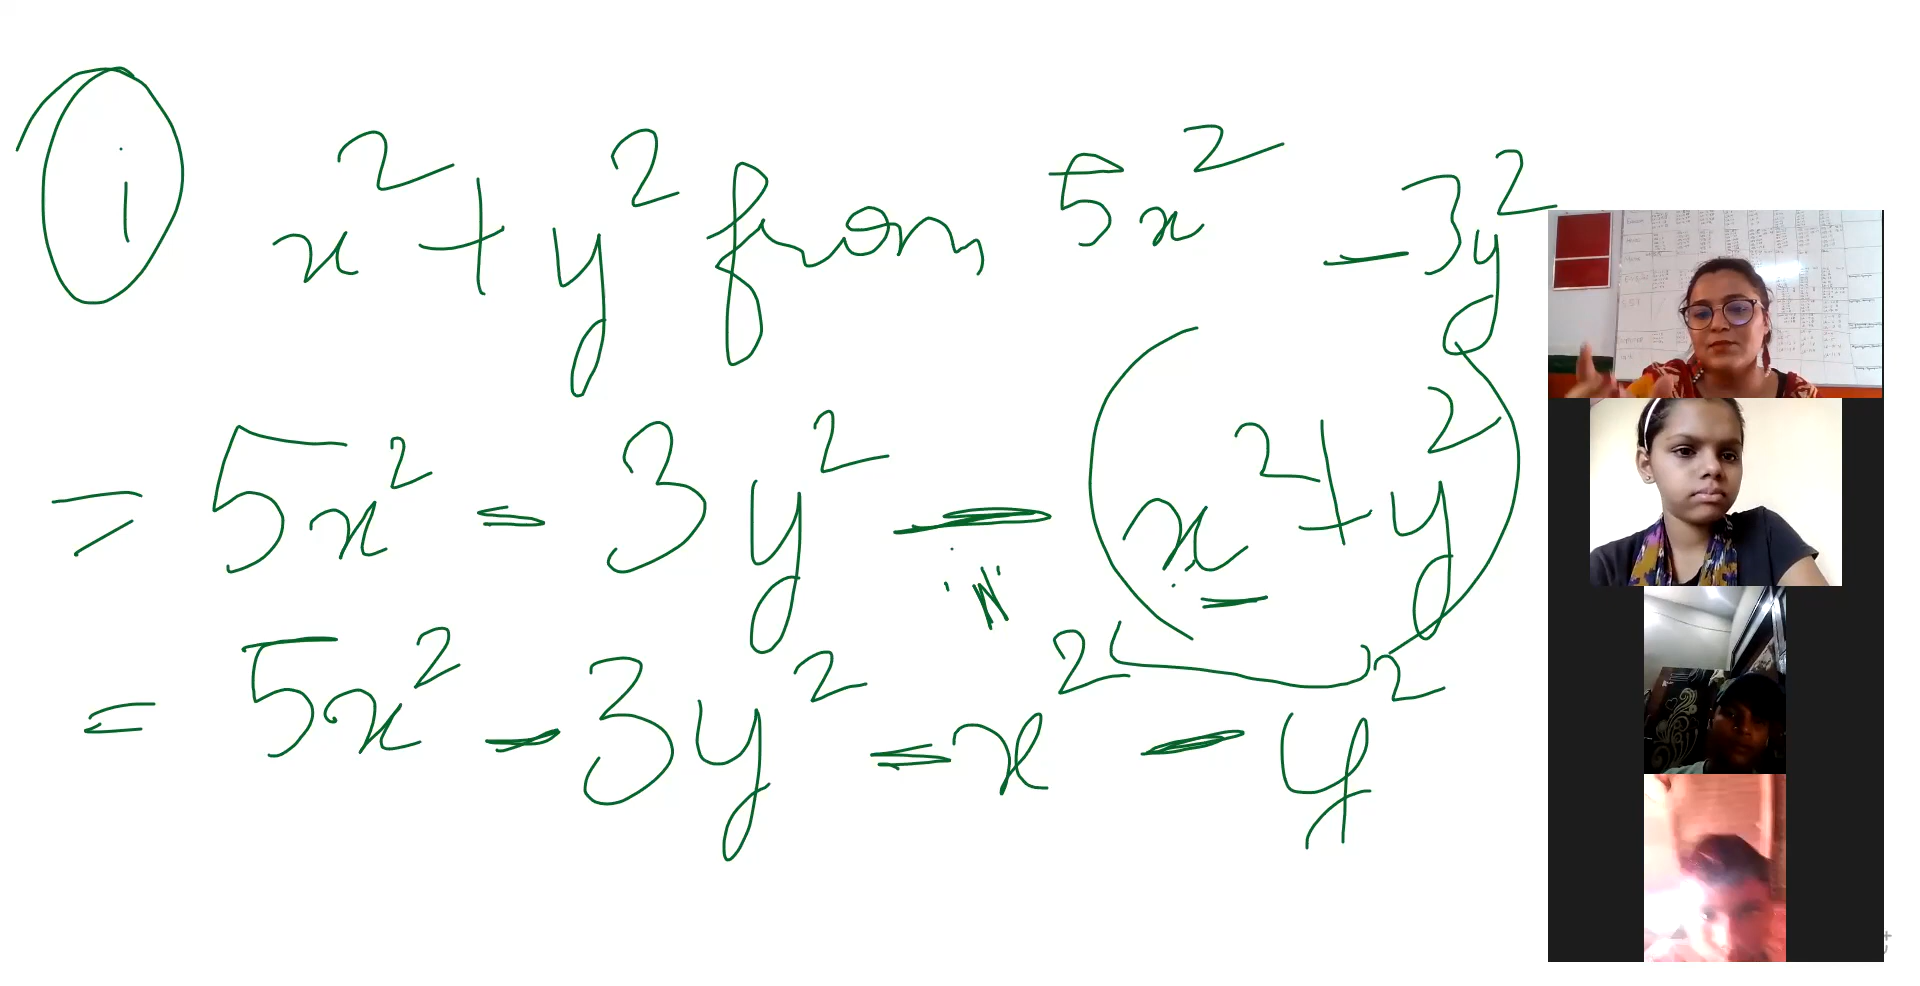 i x²+y² from 5x² -3y²
= 5x² - 3y² - (x²+y²)
= 5x² - 3y² - x² - y²